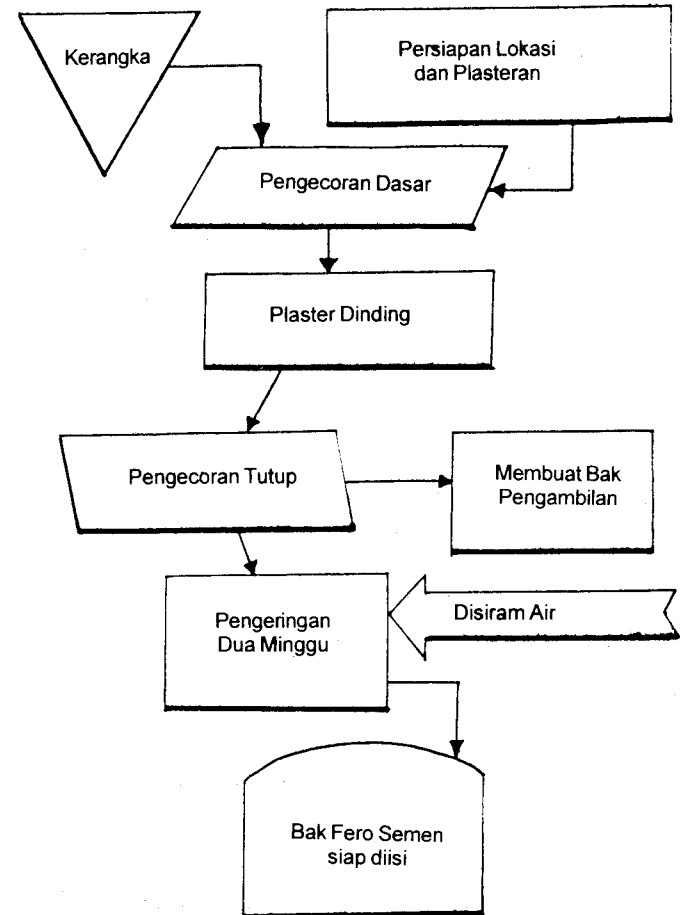 Kerangka
Persiapan Lokasi
dan Plasteran
Pengecoran Dasar
Plaster Dinding
Pengecoran Tutup
Membuat Bak
Pengambilan
Pengeringan
Dua Minggu
Disiram Air
Bak Fero Semen
siap diisi